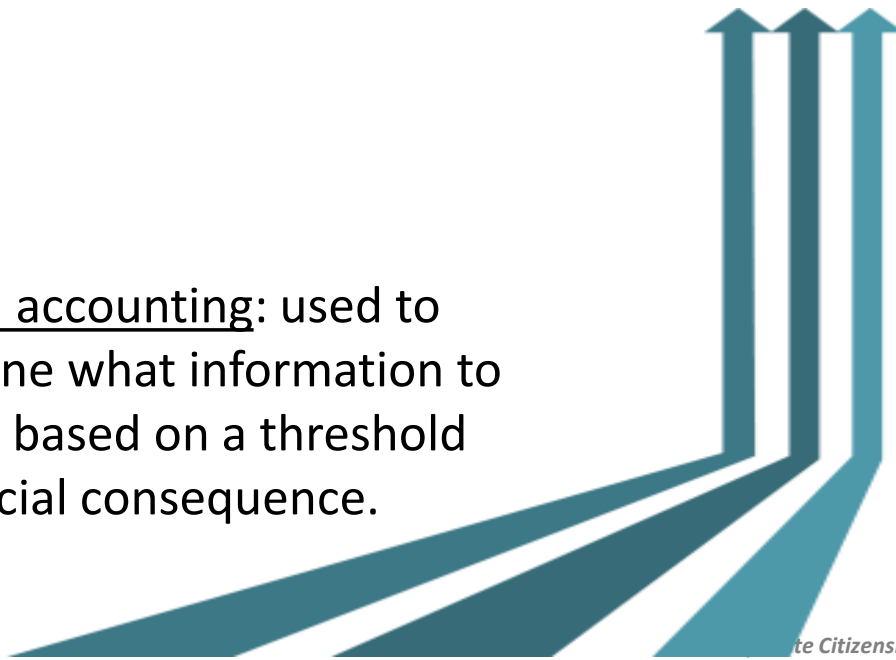 accounting: used to
ne what information to
based on a threshold
cial consequence.
te Citizens